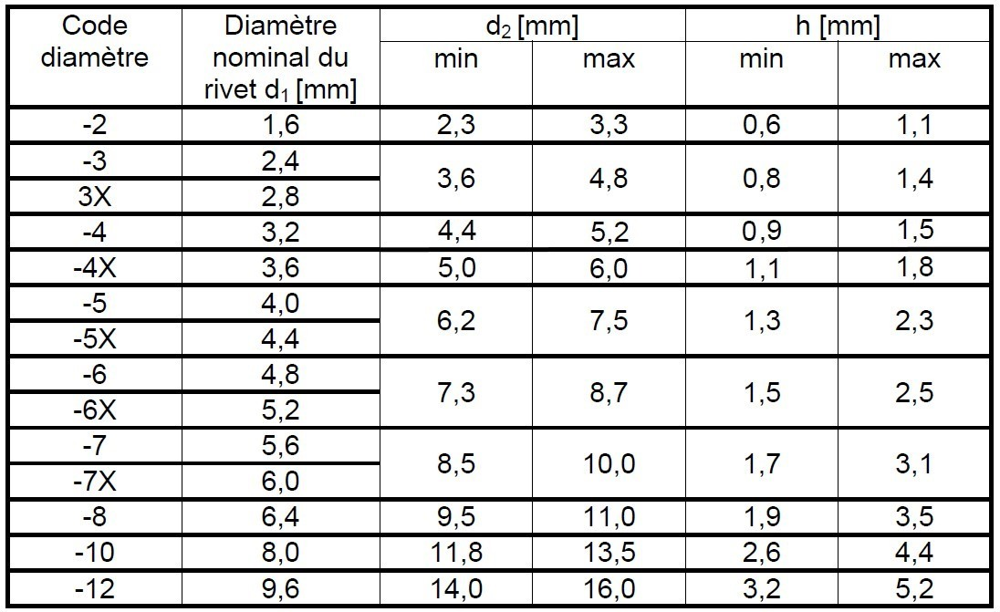 Code diamètre Diamètre nominal du rivet d₁ [mm] d₂ [mm] h [mm]
min max min max
-2 1,6 2,3 3,3 0,6 1,1
-3 2,4 3,6 4,8 0,8 1,4
3X 2,8
-4 3,2 4,4 5,2 0,9 1,5
-4X 3,6 5,0 6,0 1,1 1,8
-5 4,0 6,2 7,5 1,3 2,3
-5X 4,4
-6 4,8 7,3 8,7 1,5 2,5
-6X 5,2
-7 5,6 8,5 10,0 1,7 3,1
-7X 6,0
-8 6,4 9,5 11,0 1,9 3,5
-10 8,0 11,8 13,5 2,6 4,4
-12 9,6 14,0 16,0 3,2 5,2